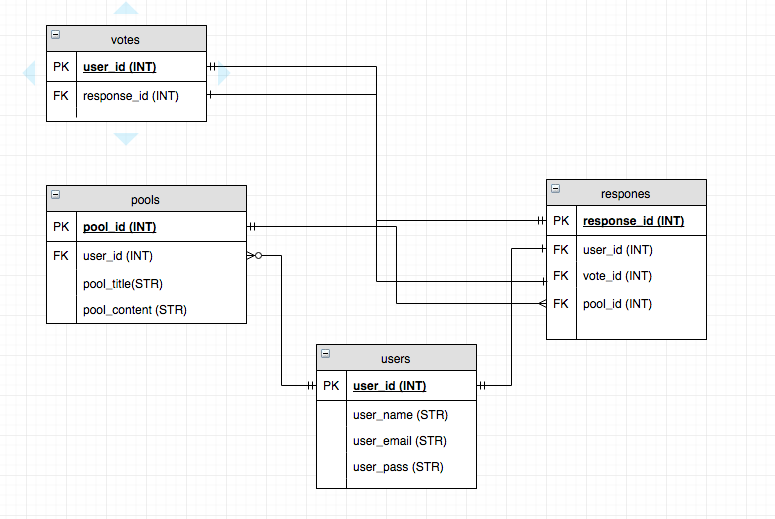 votes
PK user_id (INT)
FK response_id (INT)
pools
PK pool_id (INT)
FK user_id (INT)
pool_title(STR)
pool_content (STR)
respones
PK response_id (INT)
FK user_id (INT)
FK vote_id (INT)
FK pool_id (INT)
users
PK user_id (INT)
user_name (STR)
user_email (STR)
user_pass (STR)